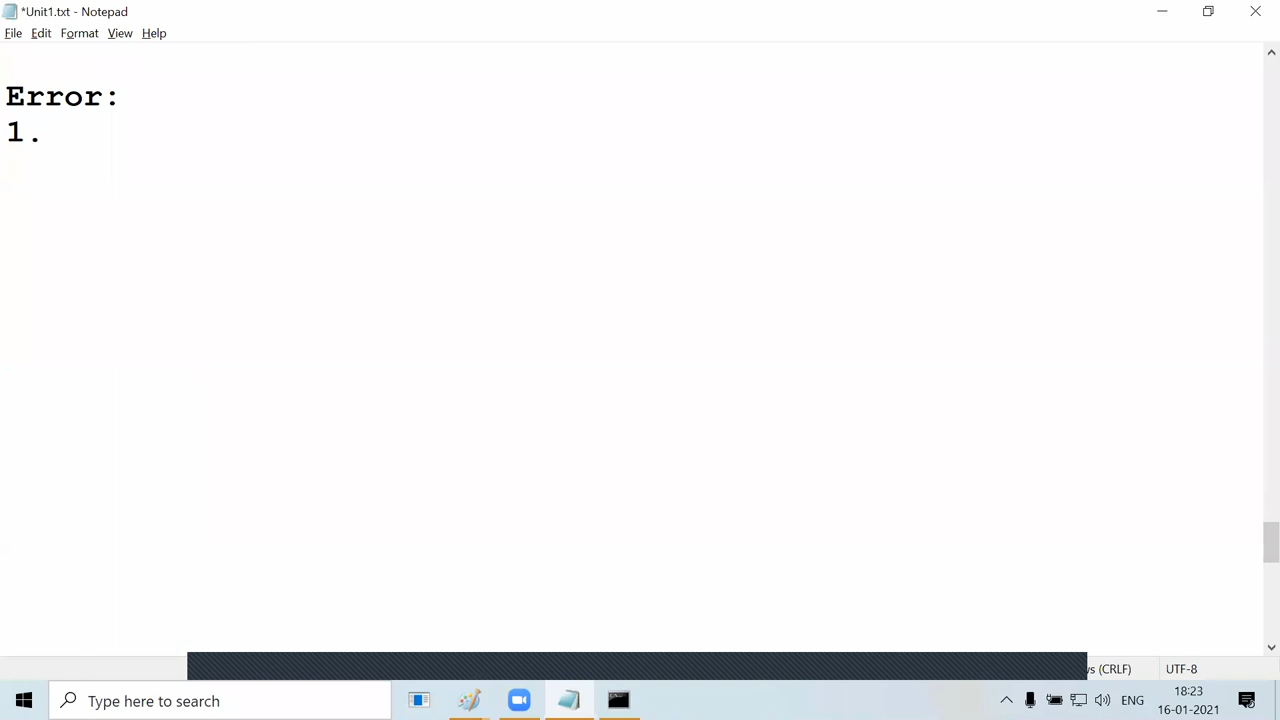 *Unit1.txt - Notepad
File Edit Format View Help
Error:
1.
(CRLF) UTF-8
Type here to search
ENG
18:23
16-01-2021